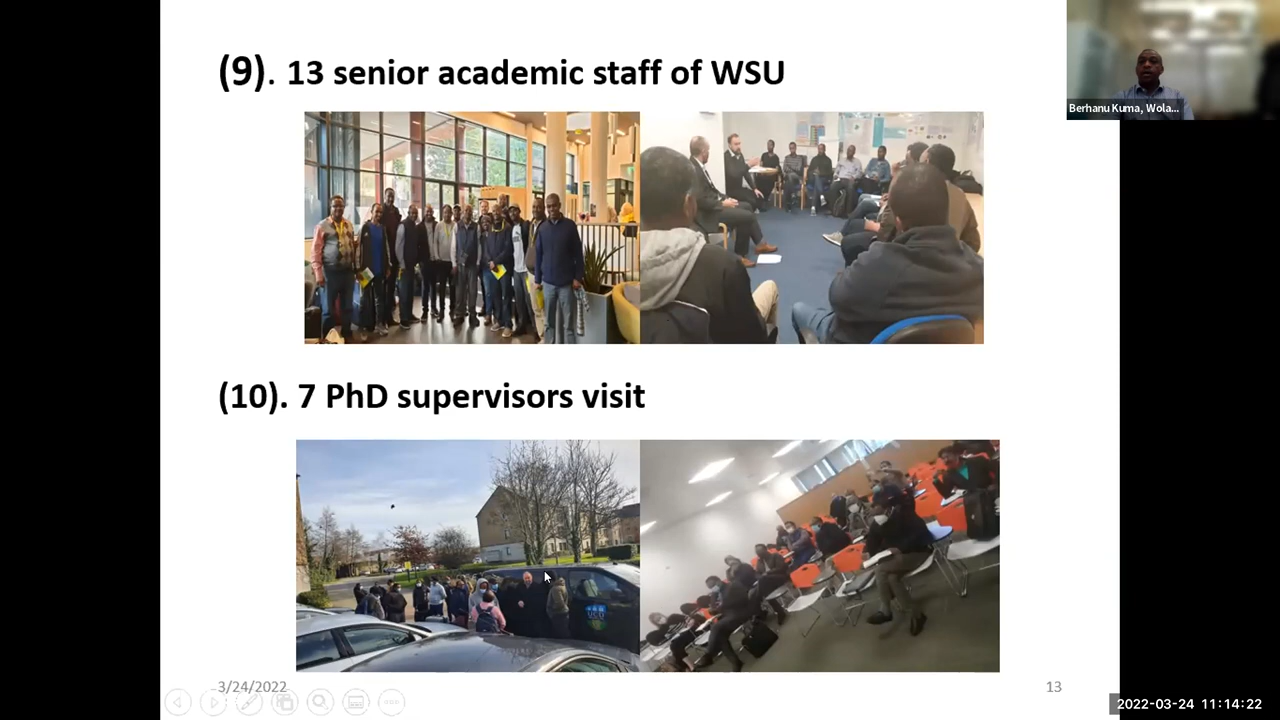 (9). 13 senior academic staff of WSU
Berhanu Kuma, Wola...
(10). 7 PhD supervisors visit
3/24/2022
13
2022-03-24 11:14:22